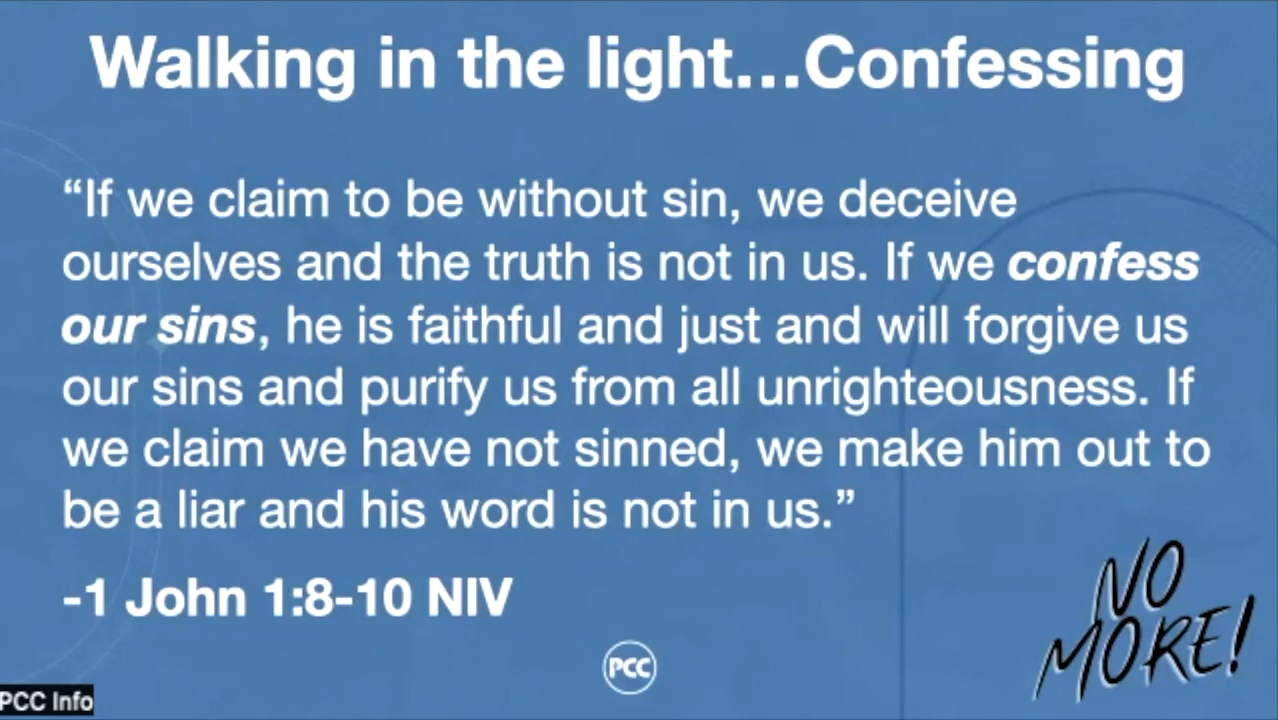 Walking in the light...Confessing
“If we claim to be without sin, we deceive
ourselves and the truth is not in us. If we confess
our sins, he is faithful and just and will forgive us
our sins and purify us from all unrighteousness. If
we claim we have not sinned, we make him out to
be a liar and his word is not in us.”
-1 John 1:8-10 NIV
NO
MORE!
PCC
PCC Info